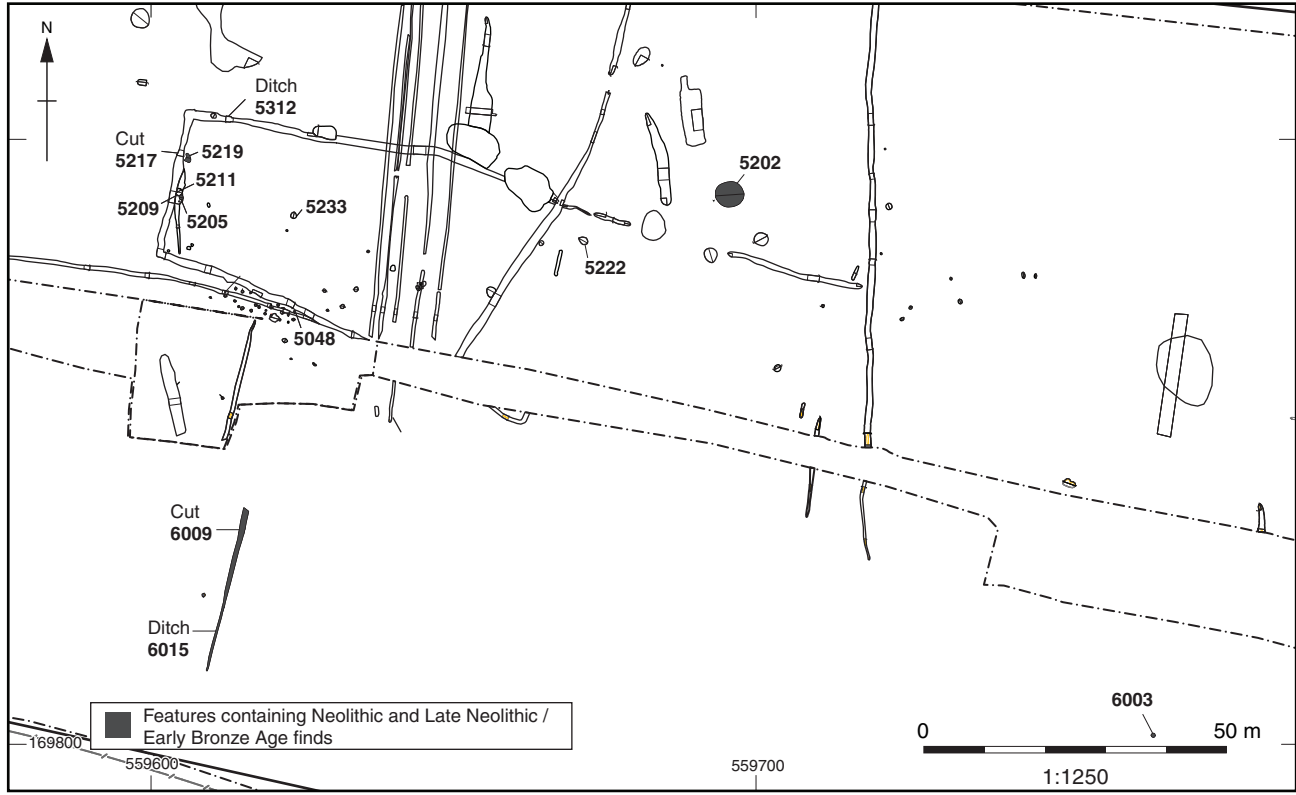 N
Ditch
5312
Cut
5217
5219
5211
5209
5205
5233
5202
5222
5048
Cut
6009
Ditch
6015
Features containing Neolithic and Late Neolithic /
Early Bronze Age finds
6003
0 50 m
1:1250
169800
559600
559700